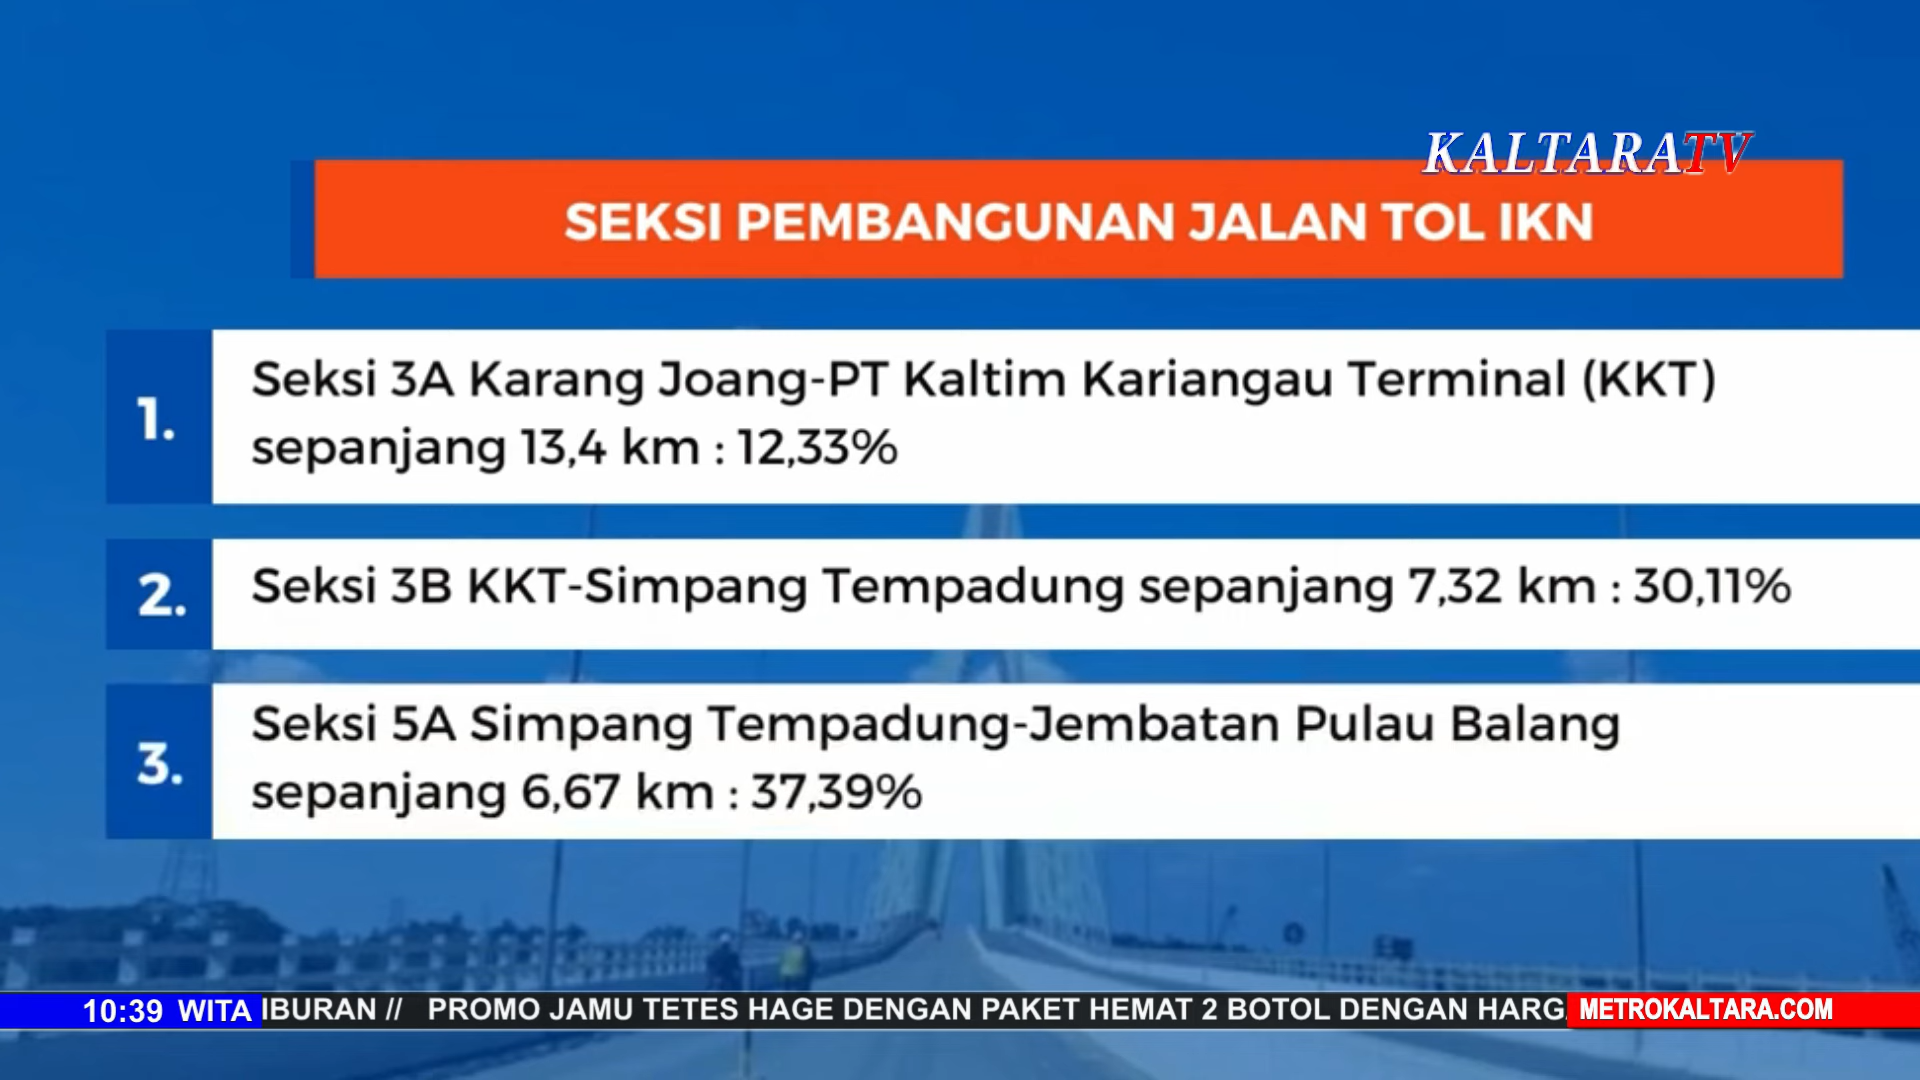 KALTARATV
SEKSI PEMBANGUNAN JALAN TOL IKN
1.
Seksi 3A Karang Joang-PT Kaltim Kariangau Terminal (KKT)
sepanjang 13,4 km : 12,33%
2.
Seksi 3B KKT-Simpang Tempadung sepanjang 7,32 km : 30,11%
3.
Seksi 5A Simpang Tempadung-Jembatan Pulau Balang
sepanjang 6,67 km : 37,39%
10:39 WITA IBURAN // PROMO JAMU TETES HAGE DENGAN PAKET HEMAT 2 BOTOL DENGAN HARG METROKALTARA.COM